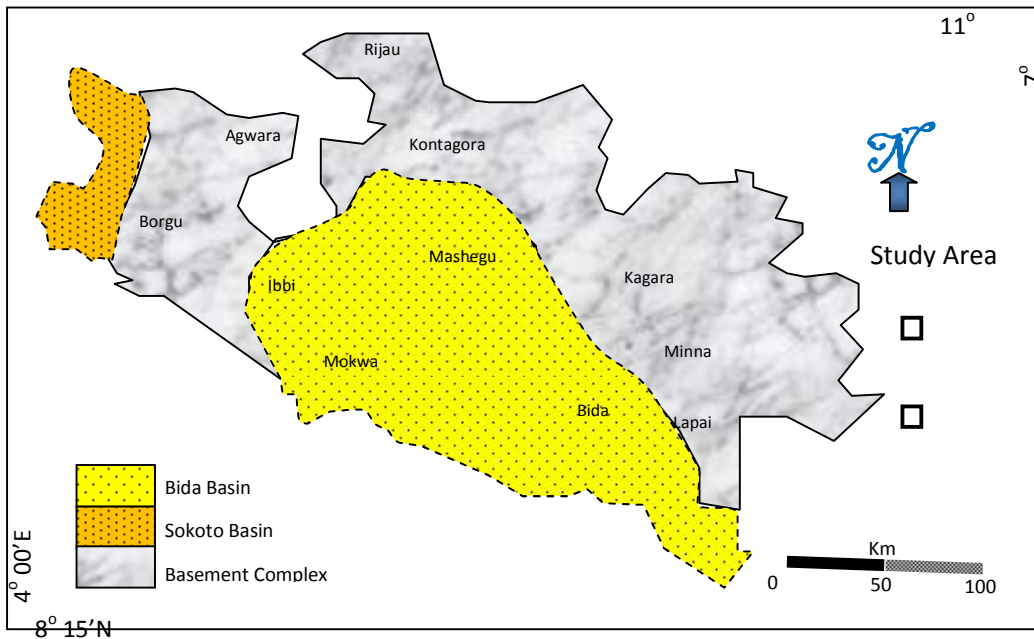 11°
7°
Rijau
N
Agwara
Kontagora
Borgu
Study Area
Mashegu
Kagara
Ibbi
Minna
Mokwa
Bida
Lapai
Bida Basin
Sokoto Basin
Basement Complex
Km
0 50 100
4° 00'E
8° 15'N